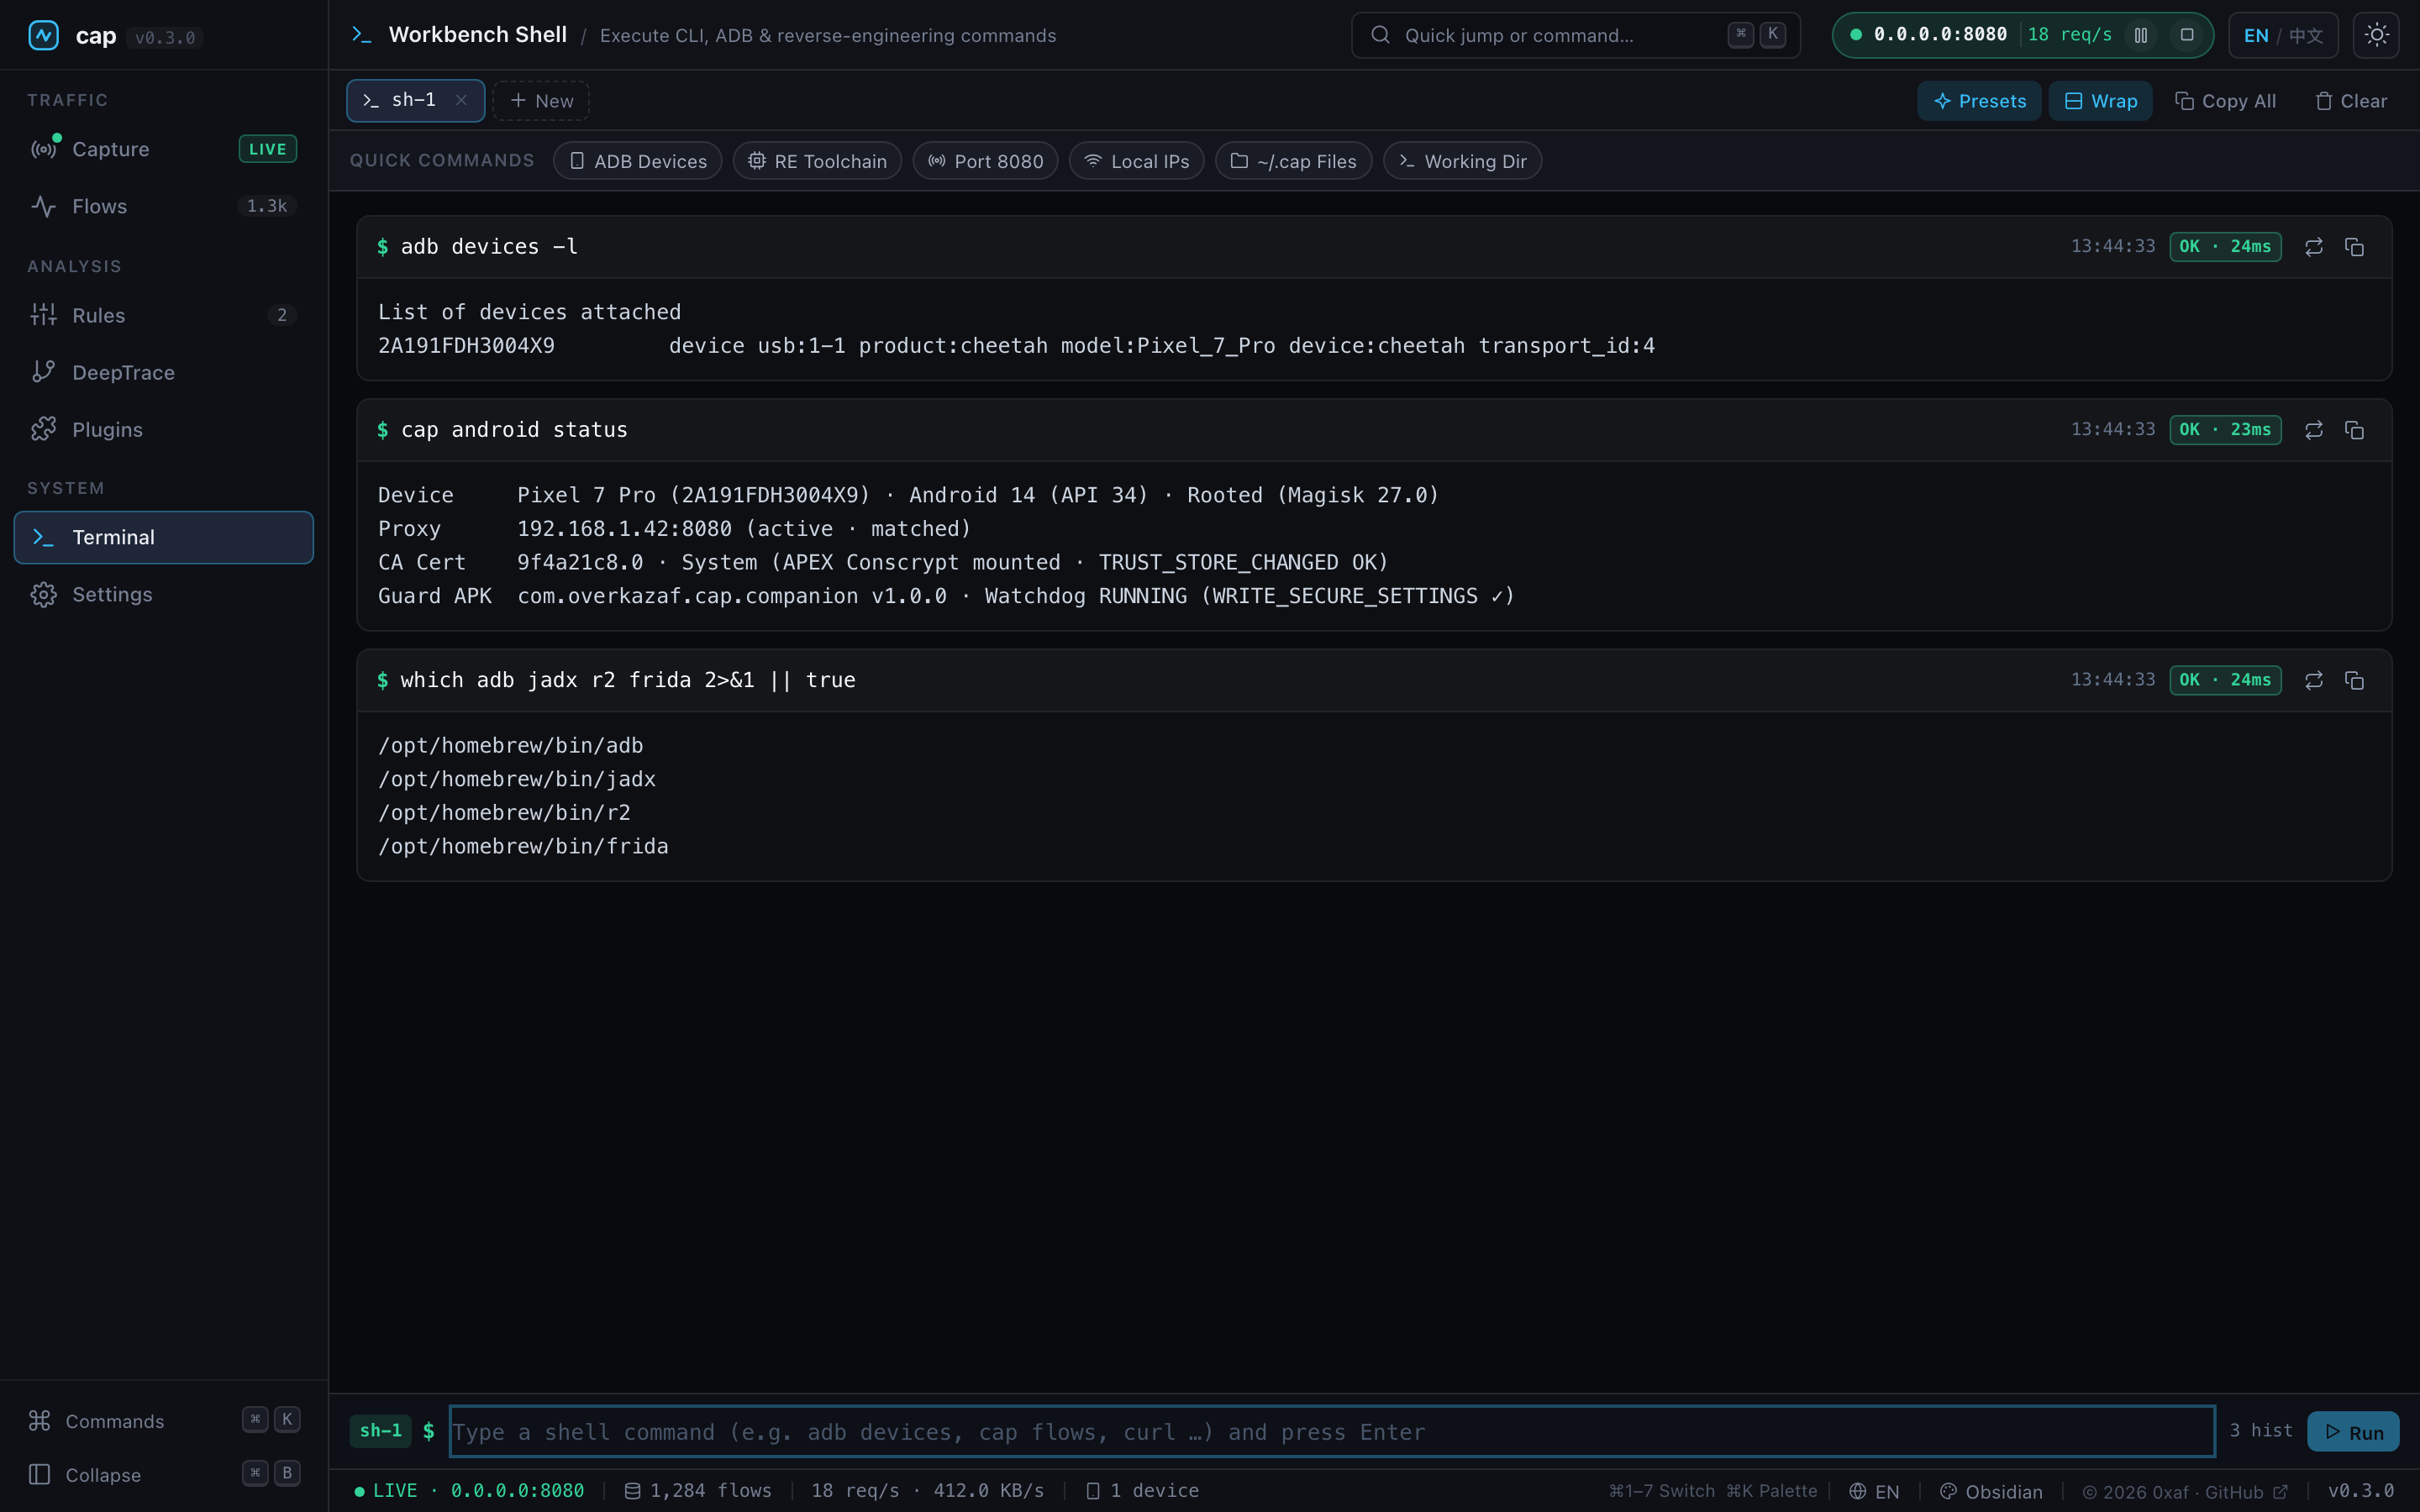 cap v0.3.0
Workbench Shell / Execute CLI, ADB & reverse-engineering commands
Quick jump or command... ⌘ K
0.0.0.0:8080 18 req/s
EN / 中文
TRAFFIC
Capture LIVE
Flows 1.3k
ANALYSIS
Rules 2
DeepTrace
Plugins
SYSTEM
Terminal
Settings
Commands ⌘ K
Collapse ⌘ B
sh-1 × + New
Presets Wrap Copy All Clear
QUICK COMMANDS ADB Devices RE Toolchain Port 8080 Local IPs ~/.cap Files Working Dir
$ adb devices -l 13:44:33 OK · 24ms
List of devices attached
2A191FDH3004X9 device usb:1-1 product:cheetah model:Pixel_7_Pro device:cheetah transport_id:4
$ cap android status 13:44:33 OK · 23ms
Device Pixel 7 Pro (2A191FDH3004X9) · Android 14 (API 34) · Rooted (Magisk 27.0)
Proxy 192.168.1.42:8080 (active · matched)
CA Cert 9f4a21c8.0 · System (APEX Conscrypt mounted · TRUST_STORE_CHANGED OK)
Guard APK com.overkazaf.cap.companion v1.0.0 · Watchdog RUNNING (WRITE_SECURE_SETTINGS ✓)
$ which adb jadx r2 frida 2>&1 || true 13:44:33 OK · 24ms
/opt/homebrew/bin/adb
/opt/homebrew/bin/jadx
/opt/homebrew/bin/r2
/opt/homebrew/bin/frida
sh-1 $ Type a shell command (e.g. adb devices, cap flows, curl …) and press Enter 3 hist Run
LIVE · 0.0.0.0:8080 1,284 flows 18 req/s · 412.0 KB/s 1 device ⌘1–7 Switch ⌘K Palette EN Obsidian © 2026 0xaf · GitHub v0.3.0